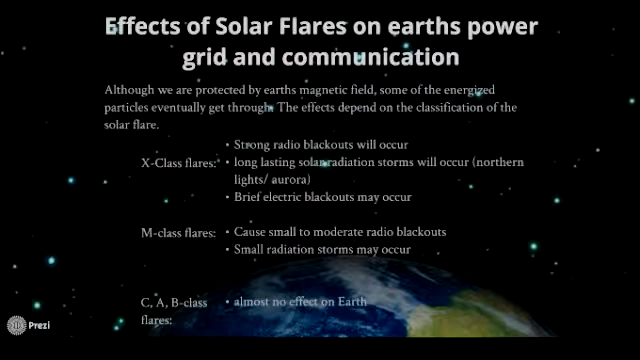 Effects of Solar Flares on earths power
grid and communication
Although we are protected by earths magnetic field, some of the energized
particles eventually get through. The effects depend on the classification of the
solar flare.
• Strong radio blackouts will occur
X-Class flares: • long lasting solar radiation storms will occur (northern
lights/ aurora)
• Brief electric blackouts may occur
M-class flares: • Cause small to moderate radio blackouts
• Small radiation storms may occur
C, A, B-class • almost no effect on Earth
flares:
Prezi